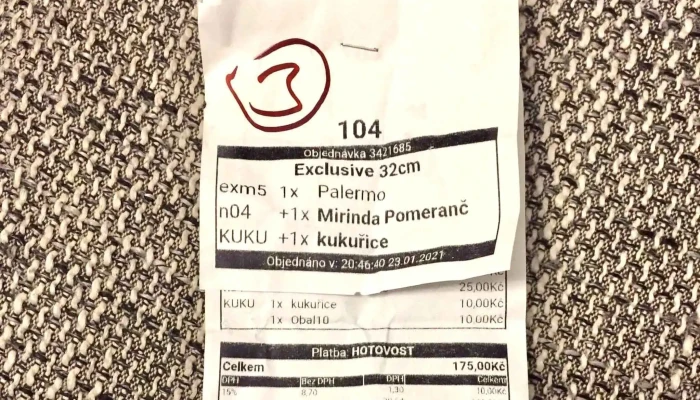 3
104
Objednávka 3421685
Exclusive 32cm
exm5 1x Palermo
n04 +1x Mirinda Pomeranč
KUKU +1x kukuřice
Objednáno v: 20:46:40 23.01.2021
Kč
25,00Kč
KUKU 1x kukuřice 10,00Kč
1x Obal10 10,00Kč
Platba: HOTOVOST
Celkem 175,00Kč
DPH Bez DPH DPH Celkem
15% 8,70 1,30 10,00Kč